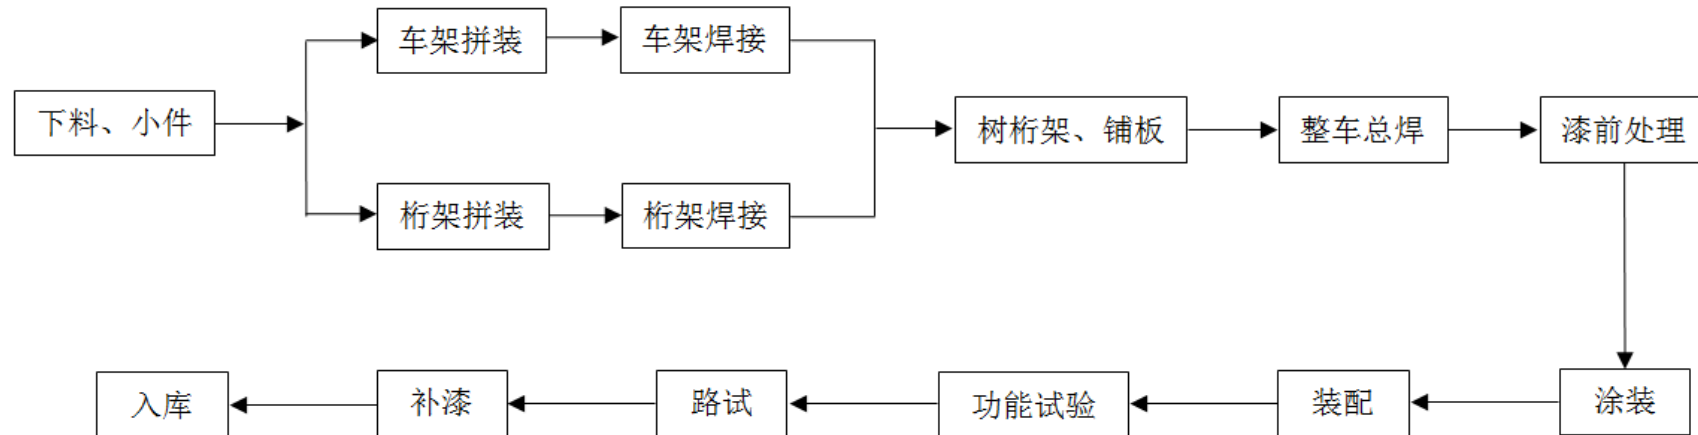 车架拼装
车架焊接
下料、小件
树桁架、铺板
整车总焊
漆前处理
桁架拼装
桁架焊接
入库
补漆
路试
功能试验
装配
涂装